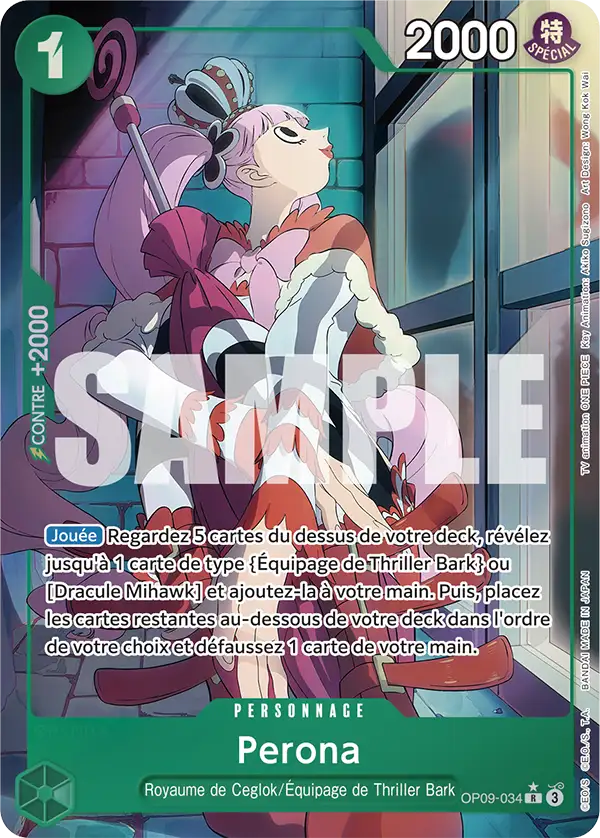 1
2000
特
SPÉCIAL
CONTRE +2000
SAMPLE
Jouée Regardez 5 cartes du dessus de votre deck, révélez
jusqu'à 1 carte de type {Équipage de Thriller Bark} ou
[Dracule Mihawk] et ajoutez-la à votre main. Puis, placez
les cartes restantes au-dessous de votre deck dans l'ordre
de votre choix et défaussez 1 carte de votre main.
PERSONNAGE
Perona
Royaume de Ceglok/Équipage de Thriller Bark
OP09-034 R 3
TV animation ONE PIECE Key Animation: Akiko Sugizono Art Design: Wong Kok Wai
©E.O/S ©E.O./S., T.A. BANDAI MADE IN JAPAN